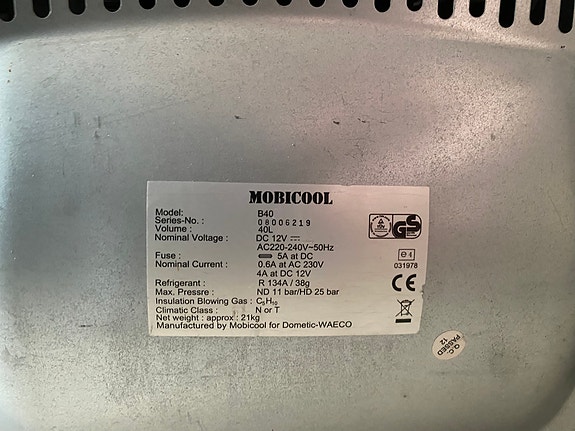 MOBICOOL
Model: B40
Series-No. : 08006219
Volume : 40L
Nominal Voltage : DC 12V
AC220-240V~50Hz
Fuse : 5A at DC
Nominal Current : 0.6A at AC 230V
4A at DC 12V
Refrigerant : R 134A / 38g
Max. Pressre : ND 11 bar/HD 25 bar
Insulation Blowing Gas : C5H10
Climatic Class : N or T
Net weight : approx : 21kg
Manufactured by Mobicool for Dometic-WAECO
GS
e4
031978
CE
Q.C
PASSED
12